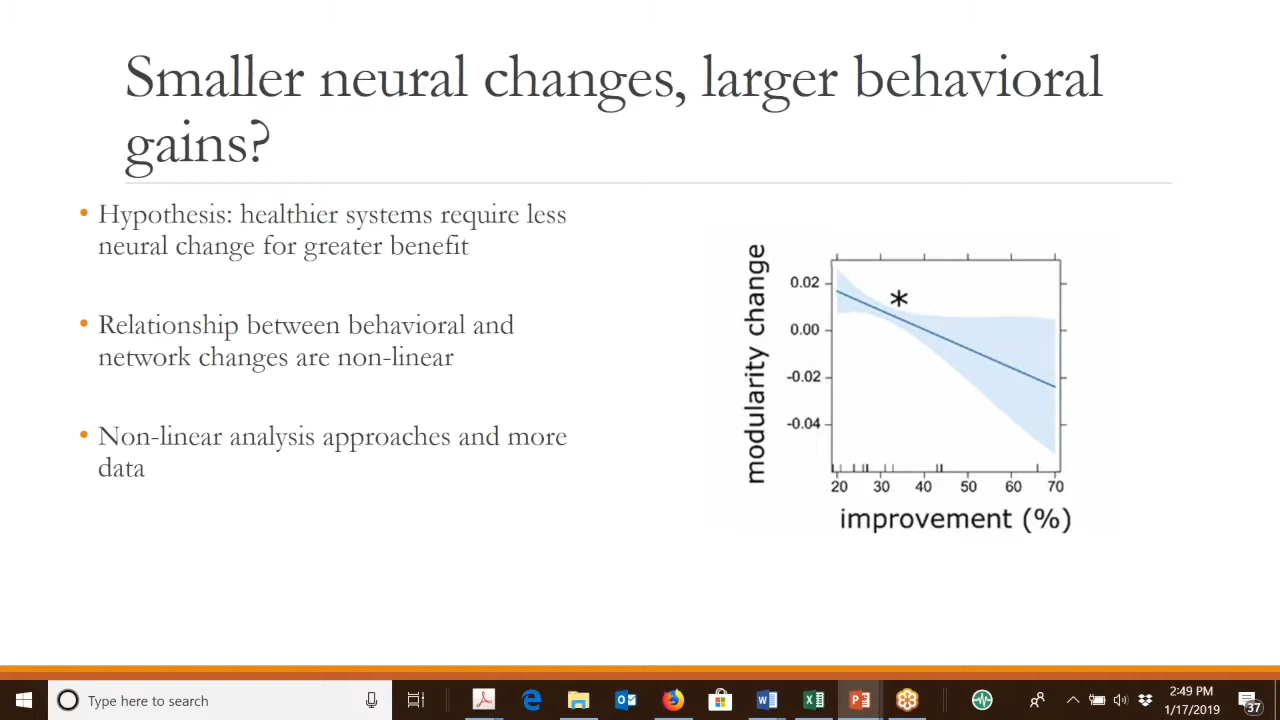 Smaller neural changes, larger behavioral
gains?
• Hypothesis: healthier systems require less
neural change for greater benefit
• Relationship between behavioral and
network changes are non-linear
• Non-linear analysis approaches and more
data
modularity change
0.02
0.00
-0.02
-0.04
*
20 30 40 50 60 70
improvement (%)
Type here to search
2:49 PM
1/17/2019
37